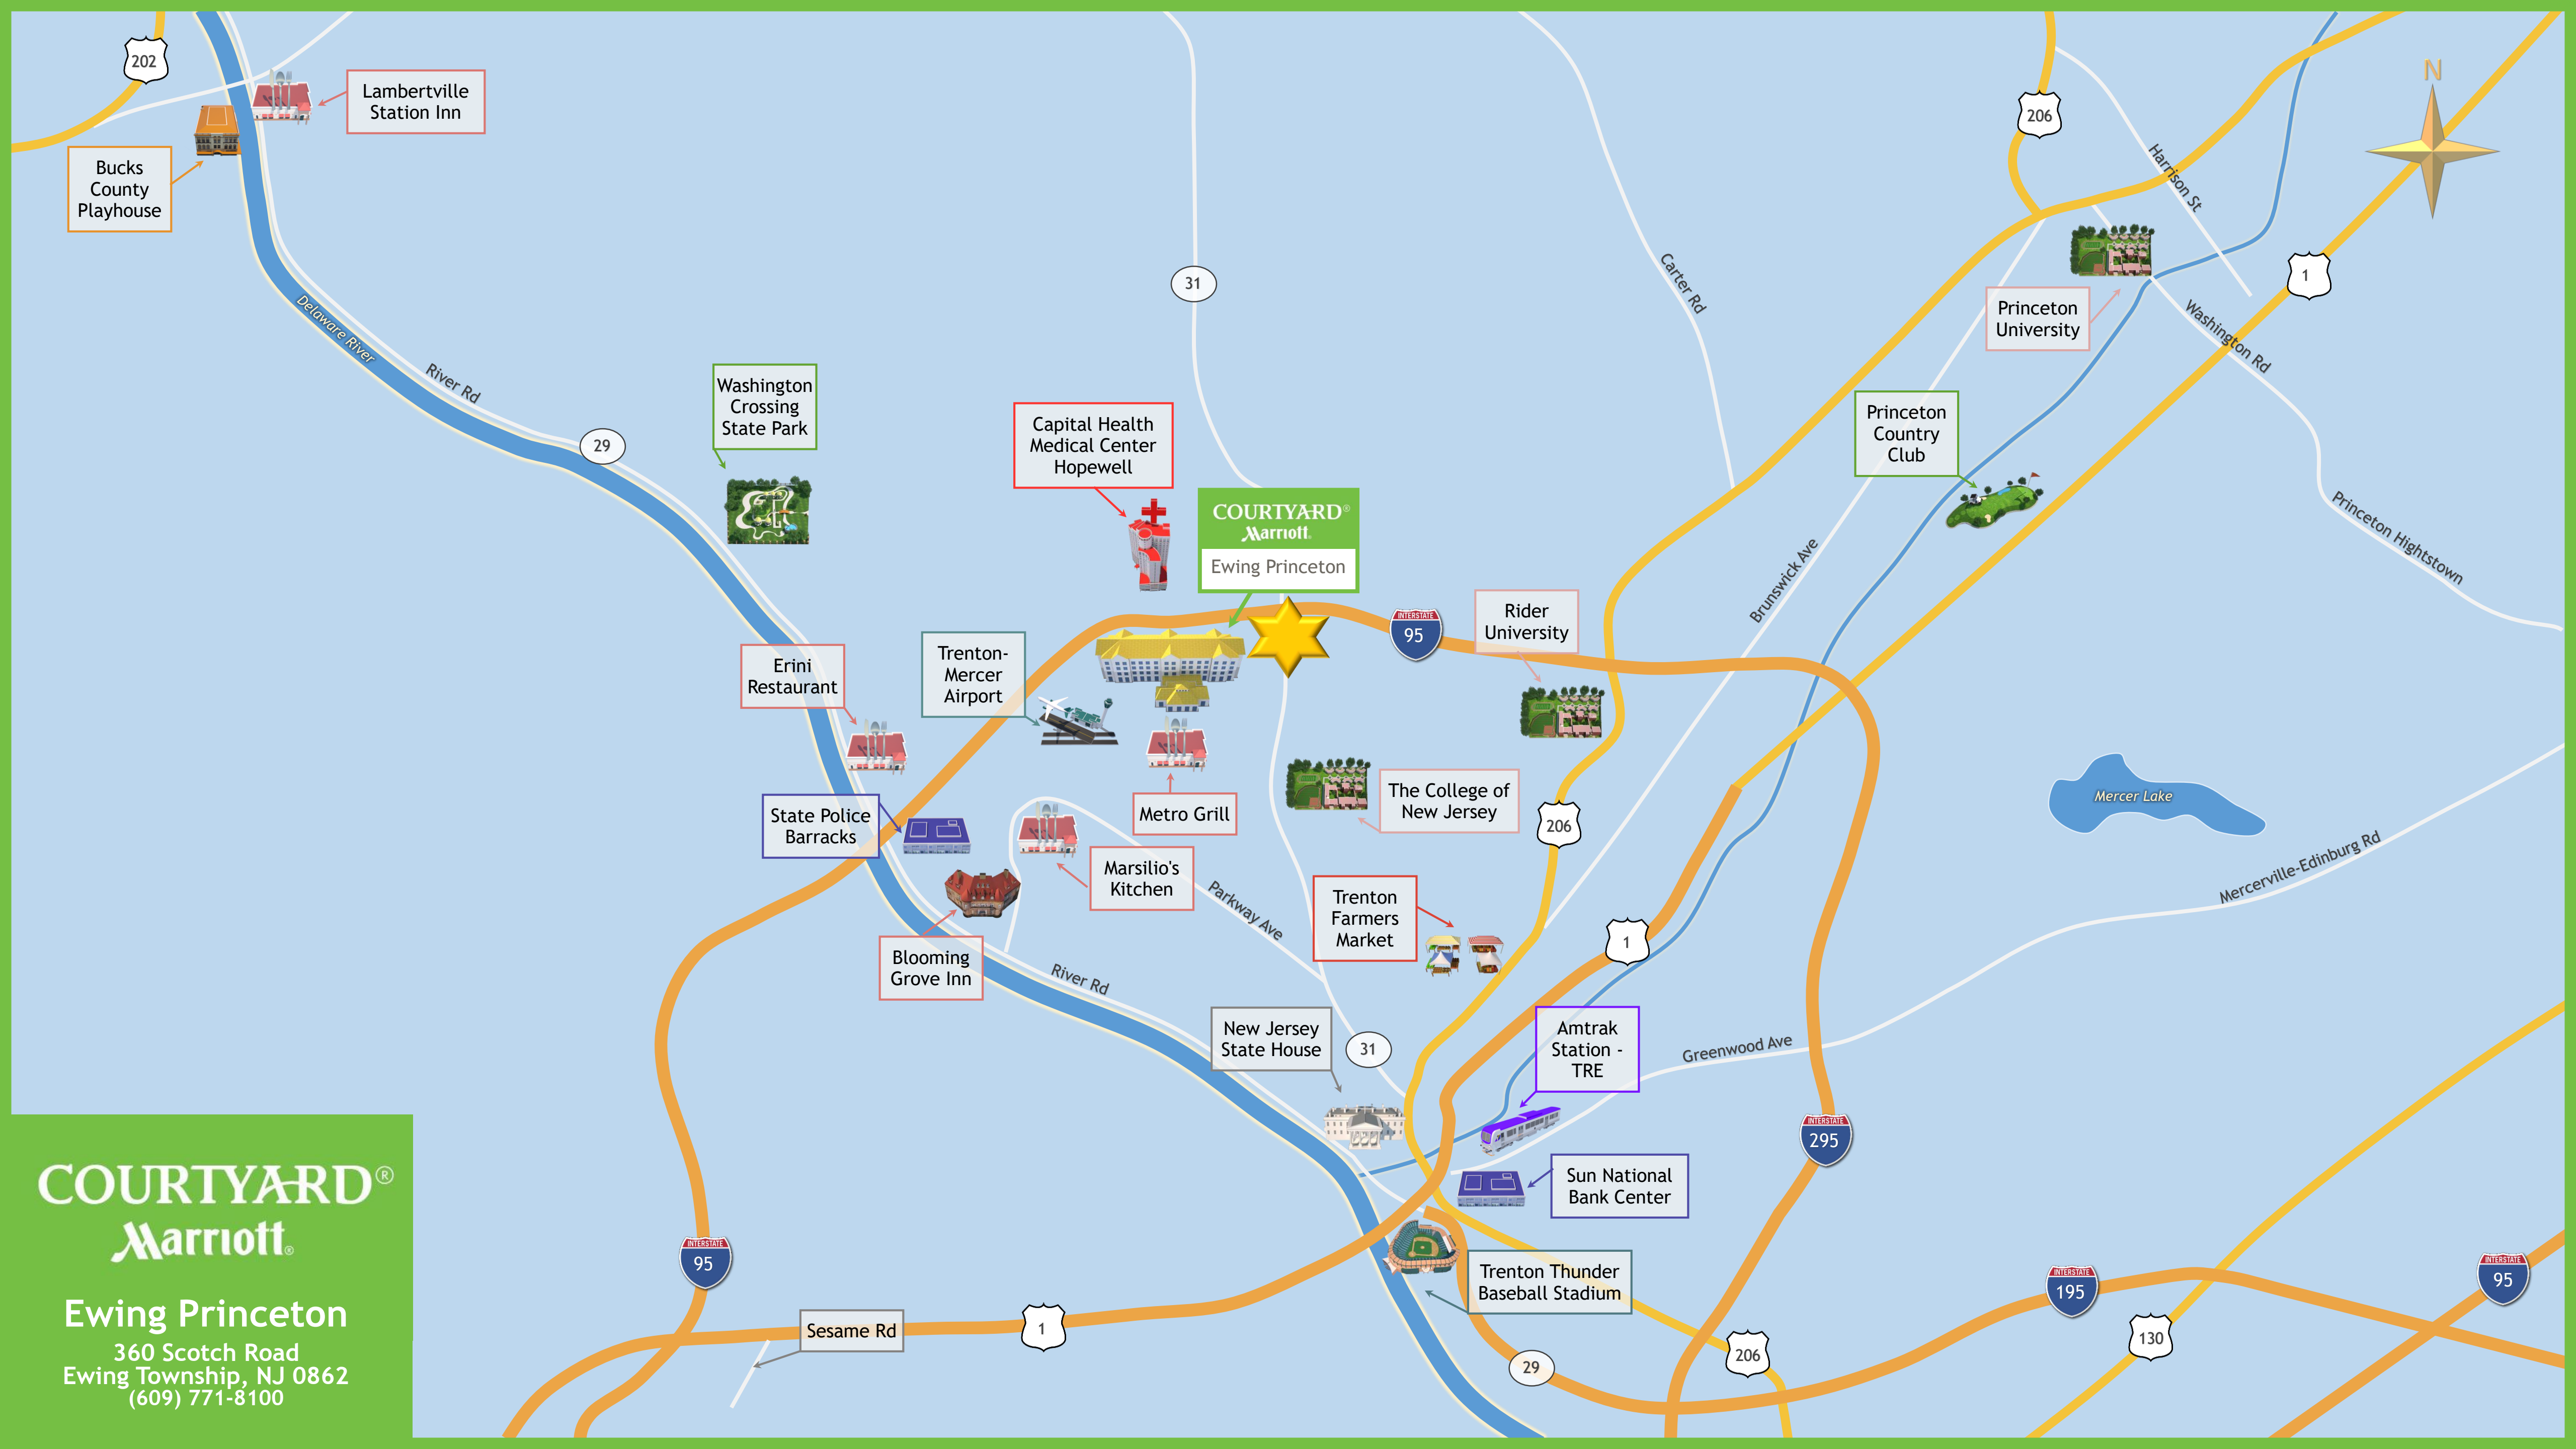 202
Lambertville
Station Inn
Bucks
County
Playhouse
N
206
Harrison St
31
1
Carter Rd
Delaware River
River Rd
Princeton
University
Washington Rd
29
Washington
Crossing
State Park
Capital Health
Medical Center
Hopewell
Princeton
Country
Club
COURTYARD®
Marriott®
Ewing Princeton
Princeton Hightstown
Brunswick Ave
INTERSTATE
95
Rider
University
Erini
Restaurant
Trenton-
Mercer
Airport
State Police
Barracks
Metro Grill
The College of
New Jersey
206
Mercer Lake
Marsilio's
Kitchen
Parkway Ave
Trenton
Farmers
Market
Mercerville-Edinburg Rd
1
Blooming
Grove Inn
River Rd
New Jersey
State House
31
Amtrak
Station -
TRE
Greenwood Ave
INTERSTATE
295
Sun National
Bank Center
INTERSTATE
95
Trenton Thunder
Baseball Stadium
INTERSTATE
195
INTERSTATE
95
Sesame Rd
1
29
206
130
COURTYARD®
Marriott®
Ewing Princeton
360 Scotch Road
Ewing Township, NJ 0862
(609) 771-8100